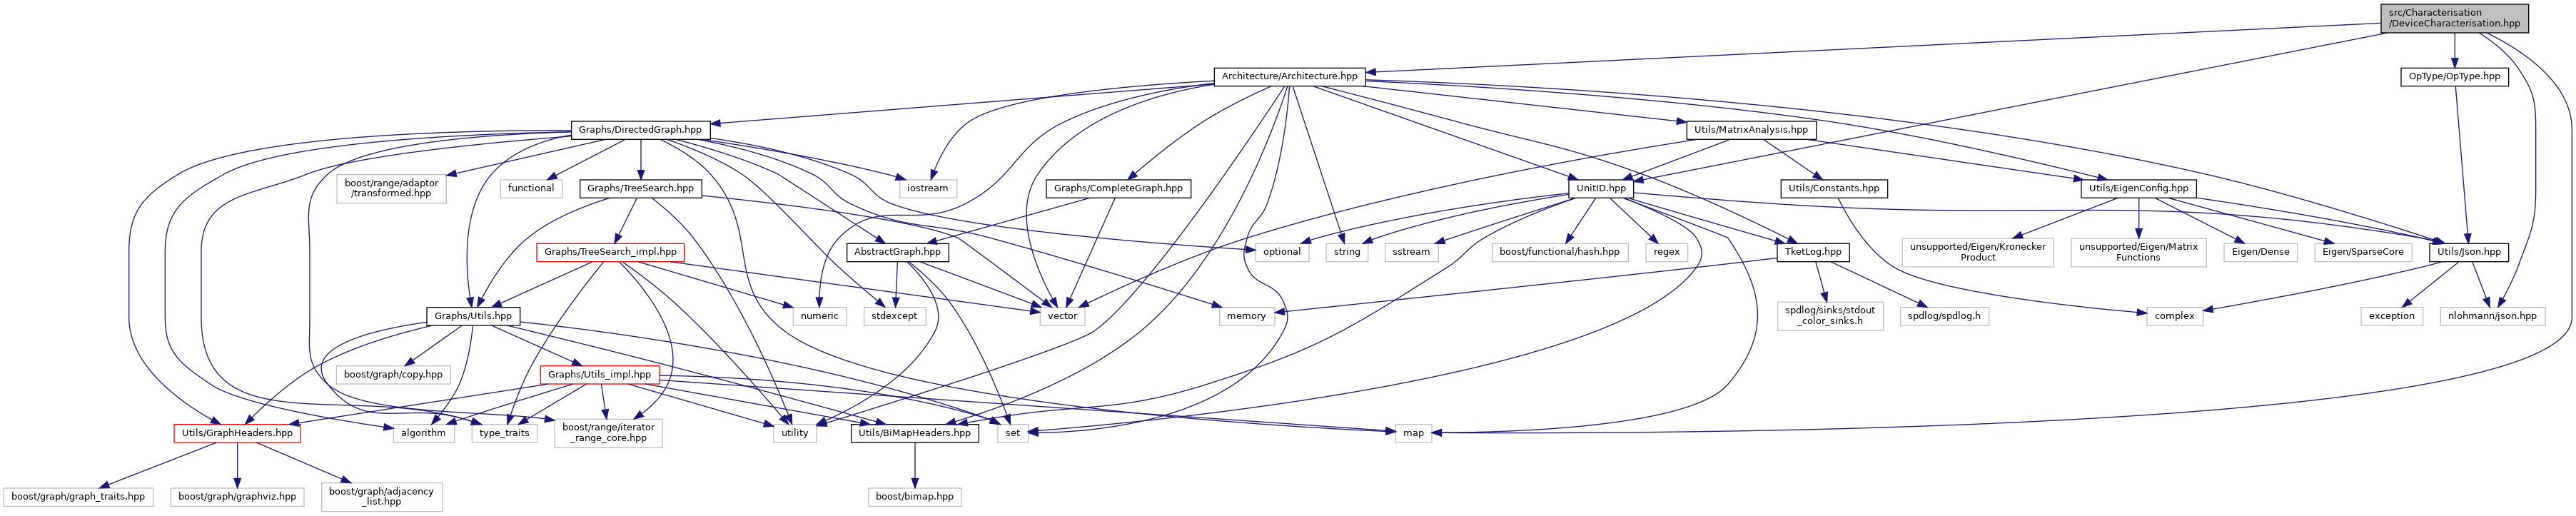 src/Characterisation
/DeviceCharacterisation.hpp
Architecture/Architecture.hpp
OpType/OpType.hpp
Graphs/DirectedGraph.hpp
Utils/MatrixAnalysis.hpp
boost/range/adaptor
/transformed.hpp
functional
Graphs/TreeSearch.hpp
iostream
Graphs/CompleteGraph.hpp
UnitID.hpp
Utils/Constants.hpp
Utils/EigenConfig.hpp
Graphs/TreeSearch_impl.hpp
AbstractGraph.hpp
optional
string
sstream
boost/functional/hash.hpp
regex
TketLog.hpp
unsupported/Eigen/Kronecker
Product
unsupported/Eigen/Matrix
Functions
Eigen/Dense
Eigen/SparseCore
Utils/Json.hpp
Graphs/Utils.hpp
numeric
stdexcept
vector
memory
spdlog/sinks/stdout
_color_sinks.h
spdlog/spdlog.h
complex
exception
nlohmann/json.hpp
boost/graph/copy.hpp
Graphs/Utils_impl.hpp
Utils/GraphHeaders.hpp
algorithm
type_traits
boost/range/iterator
_range_core.hpp
utility
Utils/BiMapHeaders.hpp
set
map
boost/graph/graph_traits.hpp
boost/graph/graphviz.hpp
boost/graph/adjacency
_list.hpp
boost/bimap.hpp